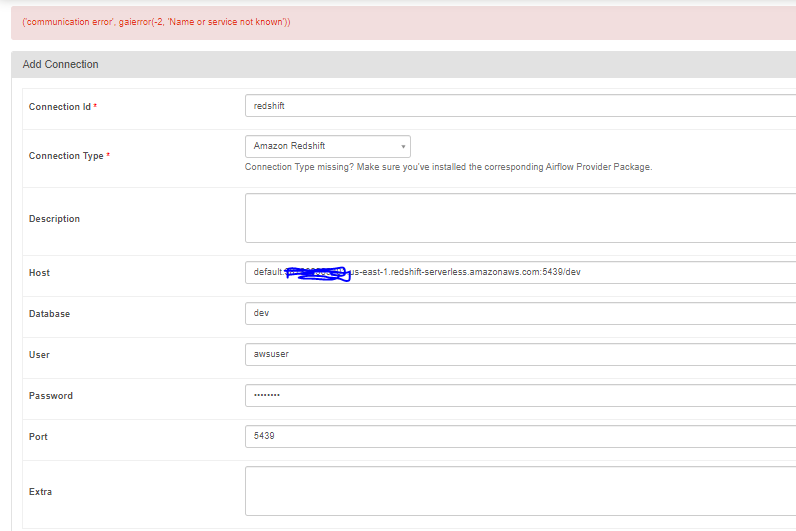 ('communication error', gaierror(-2, 'Name or service not known'))
Add Connection
Connection Id *
redshift
Connection Type *
Amazon Redshift
Connection Type missing? Make sure you've installed the corresponding Airflow Provider Package.
Description
Host
default. us-east-1.redshift-serverless.amazonaws.com:5439/dev
Database
dev
User
awsuser
Password
••••••••
Port
5439
Extra